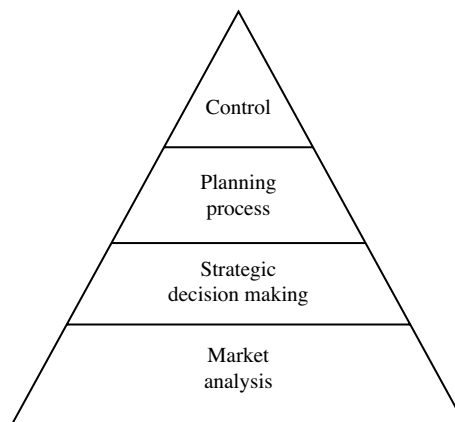 Control
Planning
process
Strategic
decision making
Market
analysis